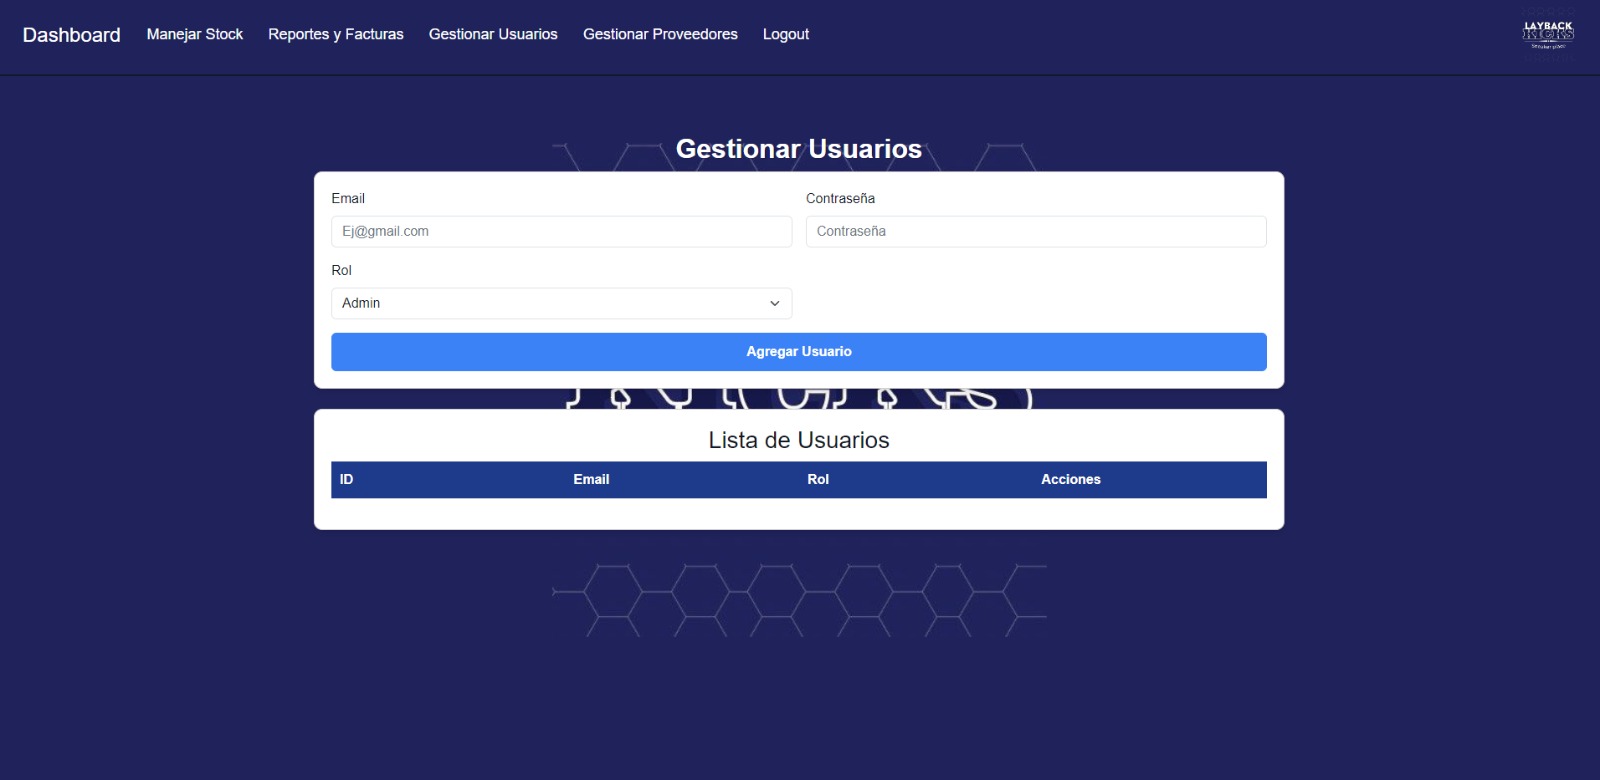 Dashboard Manejar Stock Reportes y Facturas Gestionar Usuarios Gestionar Proveedores Logout
LAYBACK
KICKS
Gestionar Usuarios
Email Contraseña
Ej@gmail.com Contraseña
Rol
Admin
Agregar Usuario
Lista de Usuarios
ID Email Rol Acciones